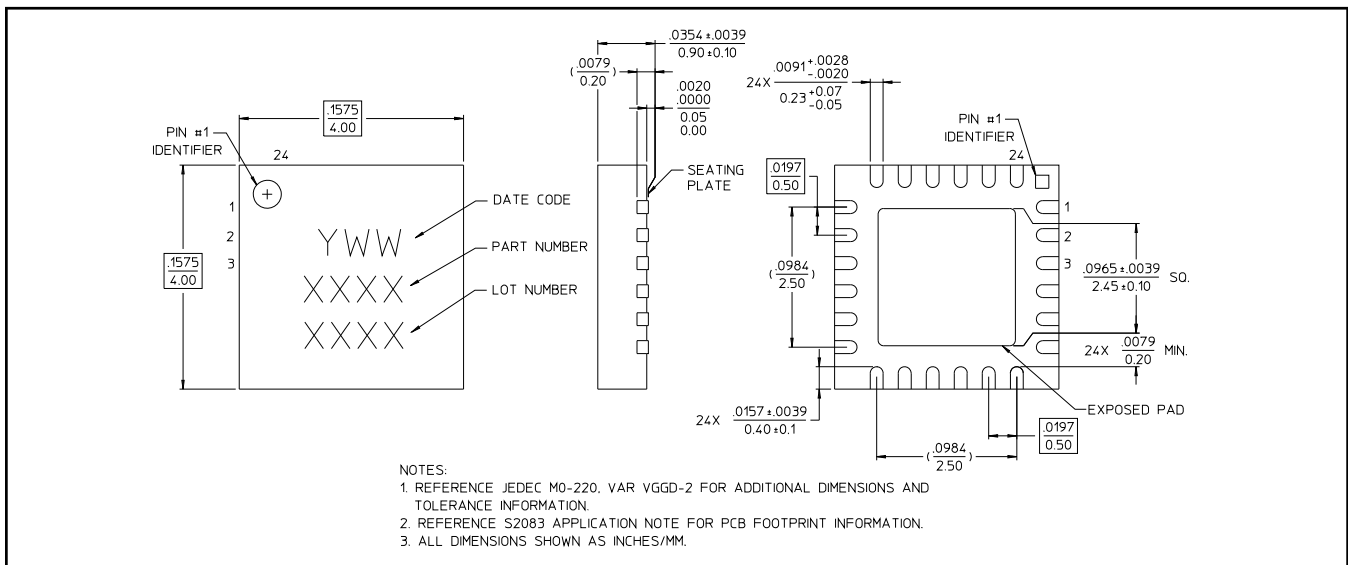 .1575
4.00
PIN #1
IDENTIFIER
24
1
2
3
.1575
4.00
YWW
XXXX
XXXX
DATE CODE
PART NUMBER
LOT NUMBER
.0354±.0039
0.90±0.10
(.0079
0.20)
.0020
.0000
0.05
0.00
SEATING
PLATE
24X .0091 +.0028 -.0020
0.23 +0.07 -0.05
PIN #1
IDENTIFIER
24
1
2
3
.0197
0.50
(.0984
2.50)
.0965±.0039
2.45±0.10 SQ.
24X .0079
0.20 MIN.
EXPOSED PAD
24X .0157±.0039
0.40±0.1
(.0984
2.50)
.0197
0.50
NOTES:
1. REFERENCE JEDEC MO-220, VAR VGGD-2 FOR ADDITIONAL DIMENSIONS AND
TOLERANCE INFORMATION.
2. REFERENCE S2083 APPLICATION NOTE FOR PCB FOOTPRINT INFORMATION.
3. ALL DIMENSIONS SHOWN AS INCHES/MM.